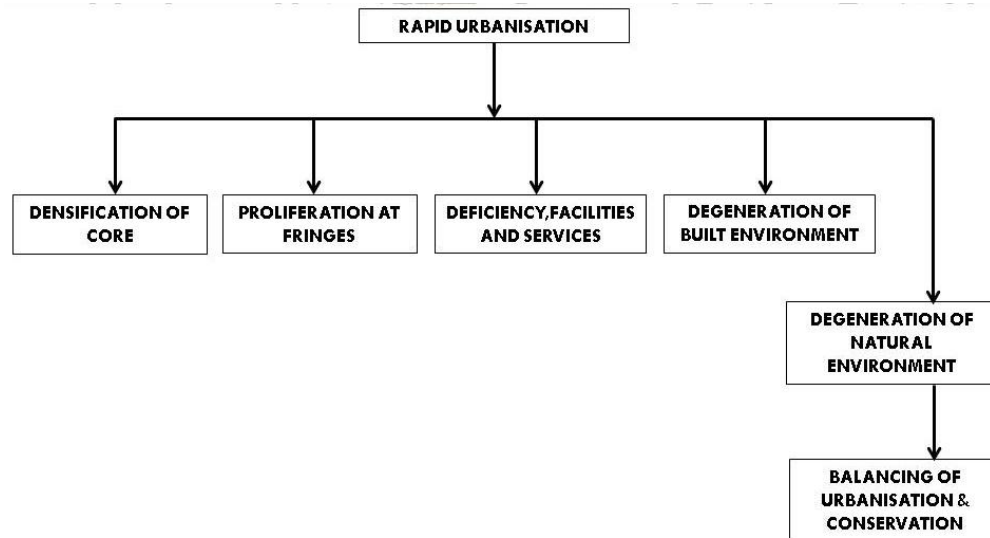 RAPID URBANISATION
DENSIFICATION OF
CORE
PROLIFERATION AT
FRINGES
DEFICIENCY,FACILITIES
AND SERVICES
DEGENERATION OF
BUILT ENVIRONMENT
DEGENERATION OF
NATURAL
ENVIRONMENT
BALANCING OF
URBANISATION &
CONSERVATION